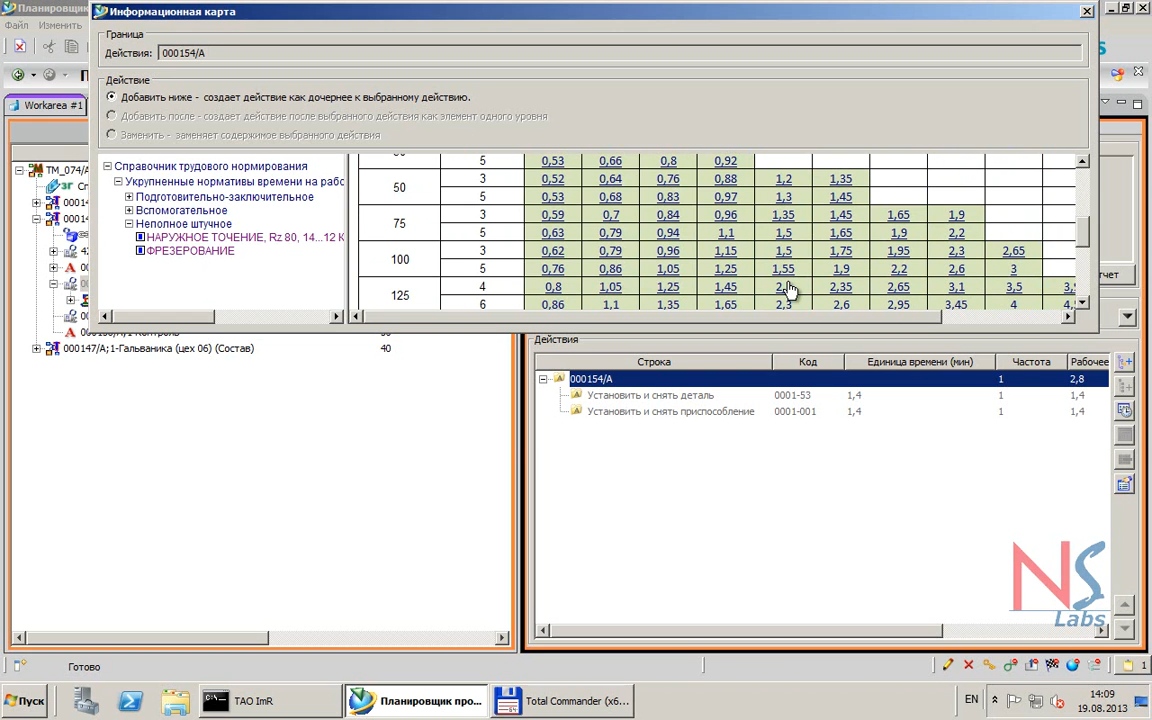 Планировщик
Информационная карта
Файл
Изменить
Граница
Действия:
000154/A
Действие
Добавить ниже - создает действие как дочернее к выбранному действию.
Workarea #1
Добавить после - создает действие после выбранного действия как элемент одного уровня
Заменить - заменяет содержимое выбранного действия
Справочник трудового нормирования
Укрупненные нормативы времени на рабо
Подготовительно-заключительное
Вспомогательное
Неполное штучное
НАРУЖНОЕ ТОЧЕНИЕ, Rz 80, 14...12 К
ФРЕЗЕРОВАНИЕ
5 0,53 0,66 0,8 0,92
50 3 0,52 0,64 0,76 0,88 1,2 1,35
5 0,53 0,68 0,83 0,97 1,3 1,45
75 3 0,59 0,7 0,84 0,96 1,35 1,45 1,65 1,9
5 0,63 0,79 0,94 1,1 1,5 1,65 1,9 2,2
100 3 0,62 0,79 0,96 1,15 1,5 1,75 1,95 2,3 2,65
5 0,76 0,86 1,05 1,25 1,55 1,9 2,2 2,6 3
125 4 0,8 1,05 1,25 1,45 2,35 2,65 3,1 3,5
6 0,86 1,1 1,35 1,65 2,3 2,6 2,95 3,45 4
TM_074/A
отчет
000147/A;1-Гальваника (цех 06) (Состав) 40
Действия
Строка Код Единица времени (мин) Частота Рабочее
000154/A 1 2,8
Установить и снять деталь 0001-53 1,4 1 1,4
Установить и снять приспособление 0001-001 1,4 1 1,4
NS
Labs
Готово
1
Пуск
TAO ImR
Планировщик про...
Total Commander (x6...
EN
14:09
19.08.2013